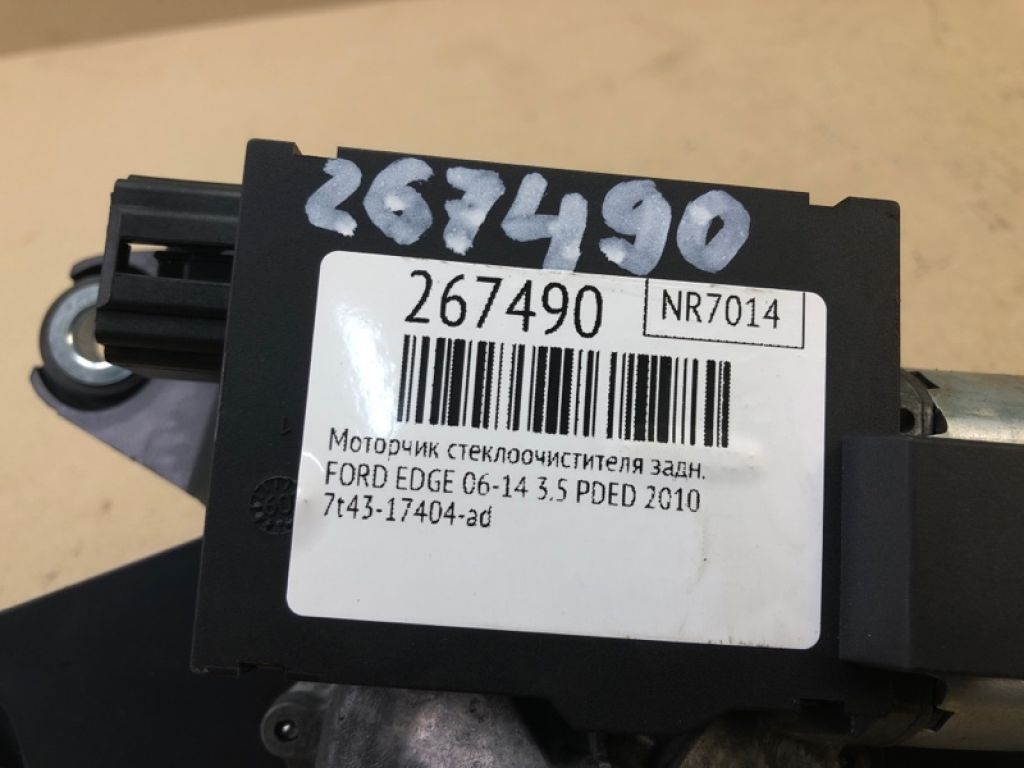 267490
267490
NR7014
Моторчик стеклоочистителя задн.
FORD EDGE 06-14 3.5 PDED 2010
7t43-17404-ad